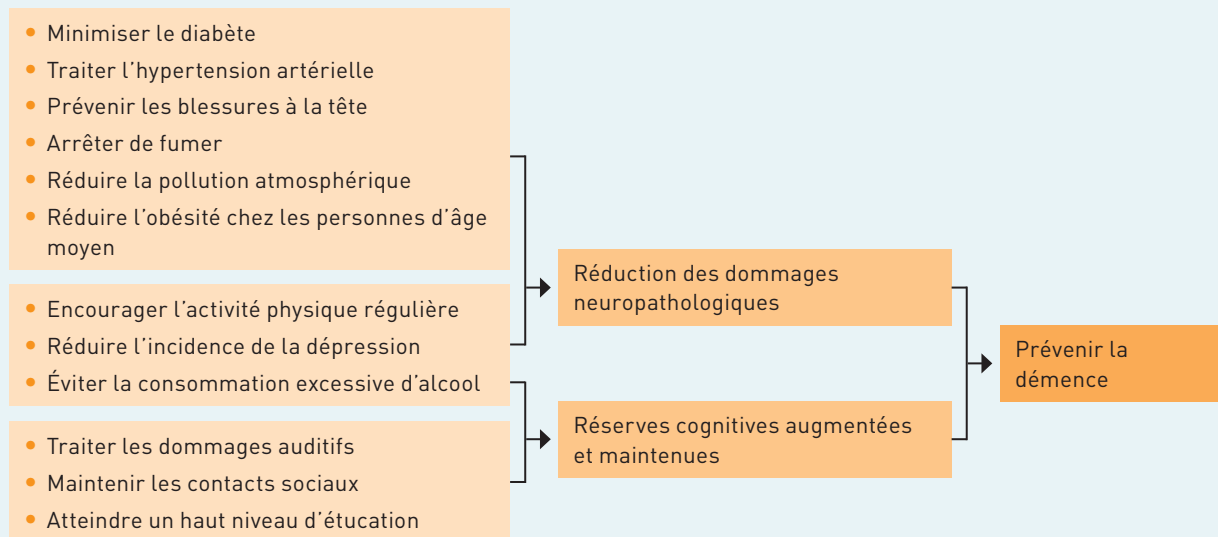 • Minimiser le diabète
• Traiter l’hypertension artérielle
• Prévenir les blessures à la tête
• Arrêter de fumer
• Réduire la pollution atmosphérique
• Réduire l’obésité chez les personnes d’âge
moyen
• Encourager l’activité physique régulière
• Réduire l’incidence de la dépression
• Éviter la consommation excessive d’alcool
• Traiter les dommages auditifs
• Maintenir les contacts sociaux
• Atteindre un haut niveau d’étucation
Réduction des dommages
neuropathologiques
Réserves cognitives augmentées
et maintenues
Prévenir la
démence